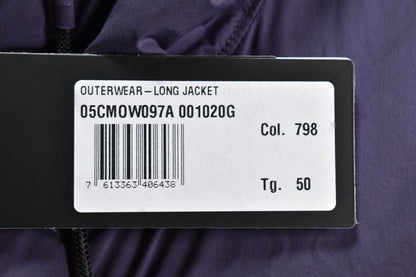 OUTERWEAR–LONG JACKET
05CMOW097A 001020G
Col. 798
7 613363 406438
Tg. 50